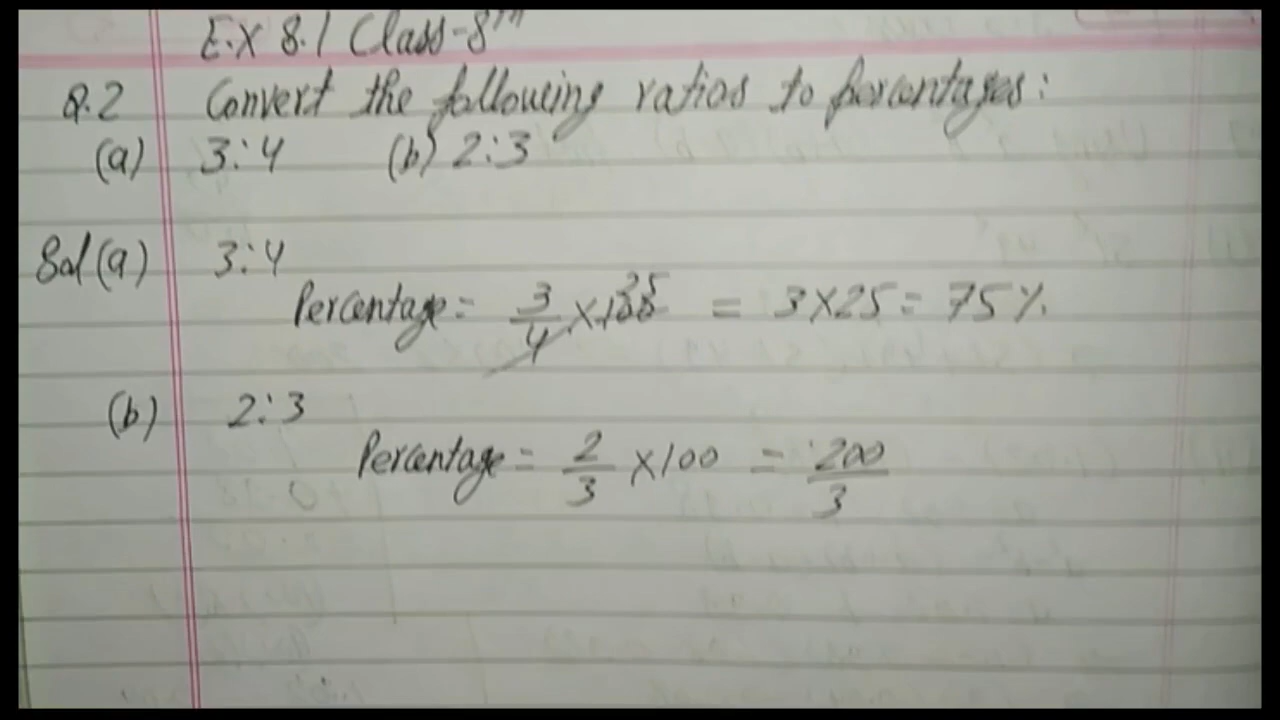 E.X 8.1 Class-8th
Q.2 Convert the following ratios to percentages:
(a) 3:4 (b) 2:3
Sol(a) 3:4
Percentage = 3/4 × 100 25 = 3×25 = 75%.
(b) 2:3
Percentage = 2/3 ×100 = 200/3